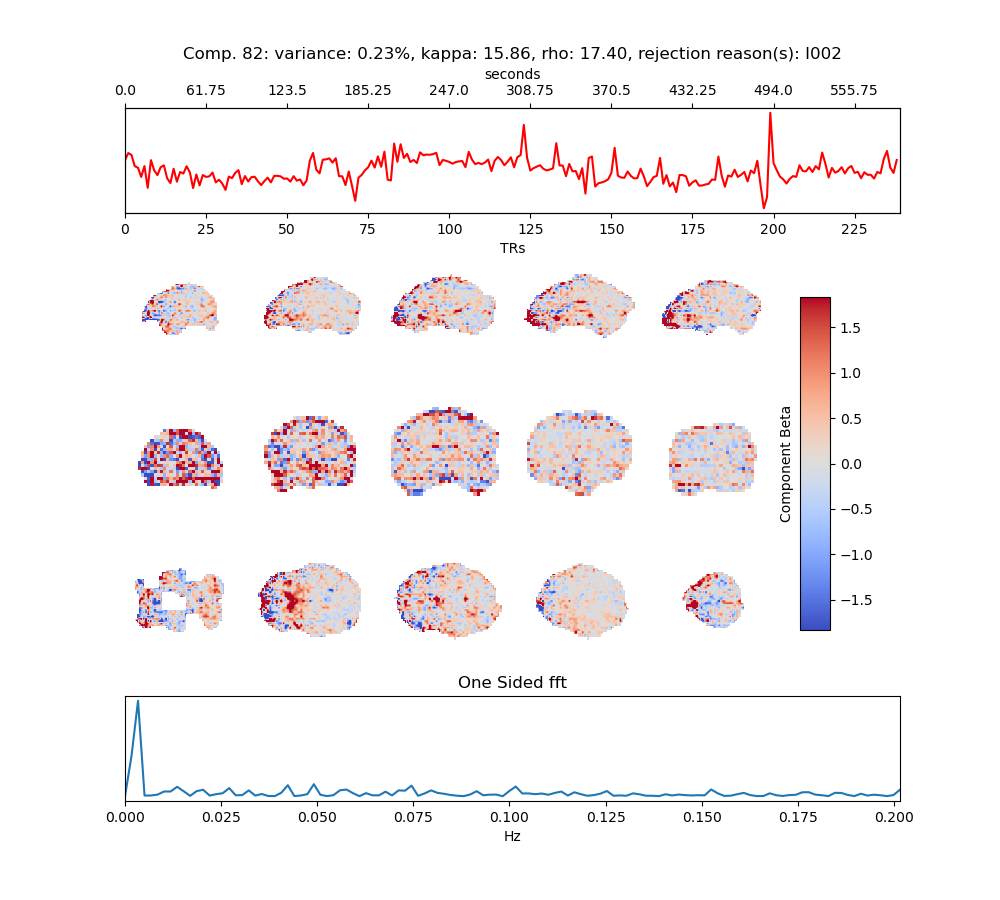 Comp. 82: variance: 0.23%, kappa: 15.86, rho: 17.40, rejection reason(s): I002
seconds
0.0 61.75 123.5 185.25 247.0 308.75 370.5 432.25 494.0 555.75
0 25 50 75 100 125 150 175 200 225
TRs
1.5
1.0
0.5
0.0
−0.5
−1.0
−1.5
Component Beta
One Sided fft
0.000 0.025 0.050 0.075 0.100 0.125 0.150 0.175 0.200
Hz